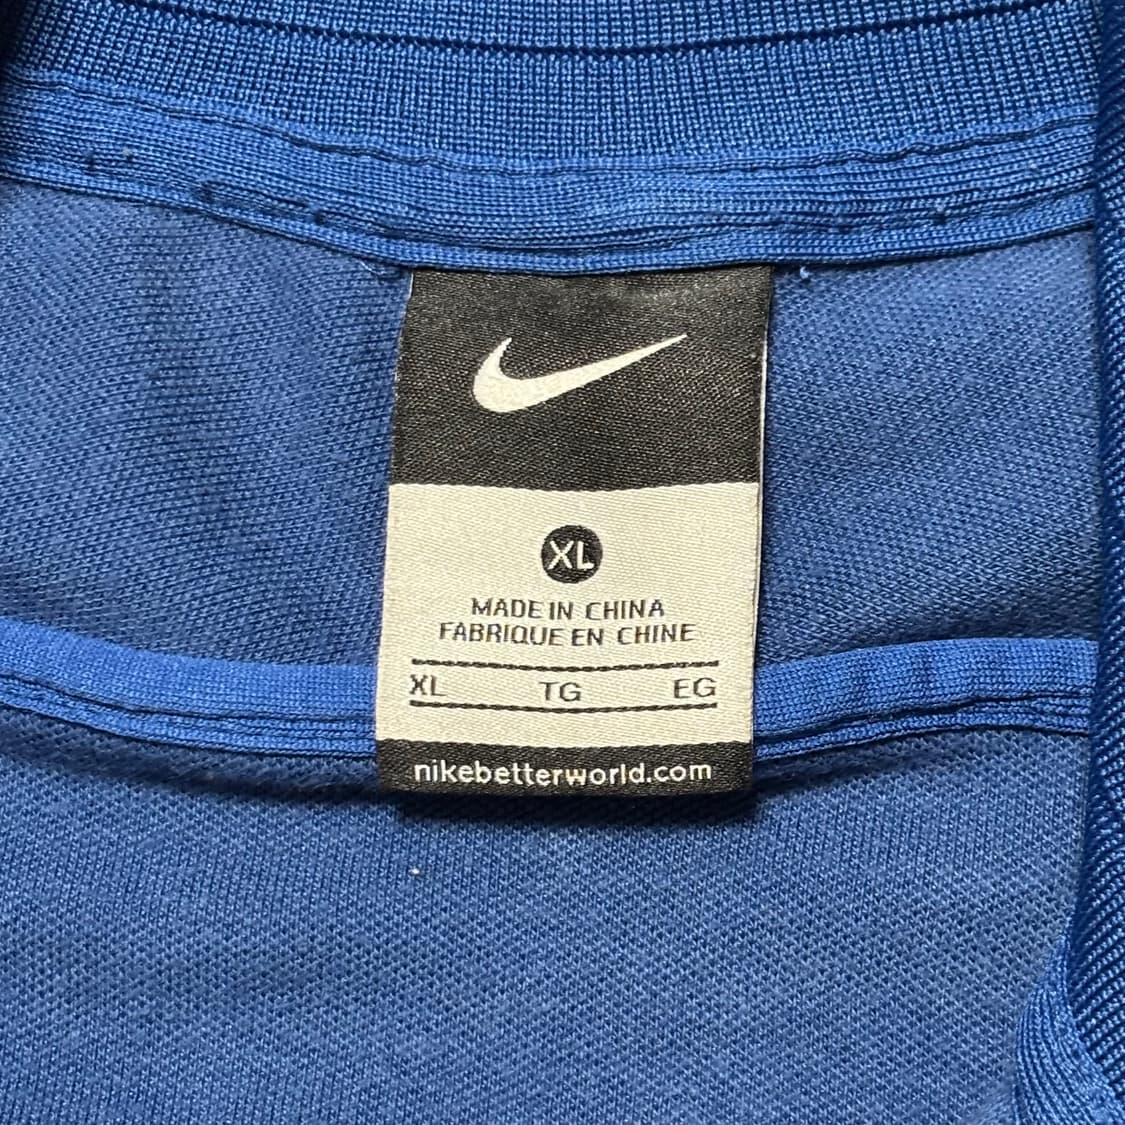 XL
MADE IN CHINA
FABRIQUE EN CHINE
XL TG EG
nikebetterworld.com